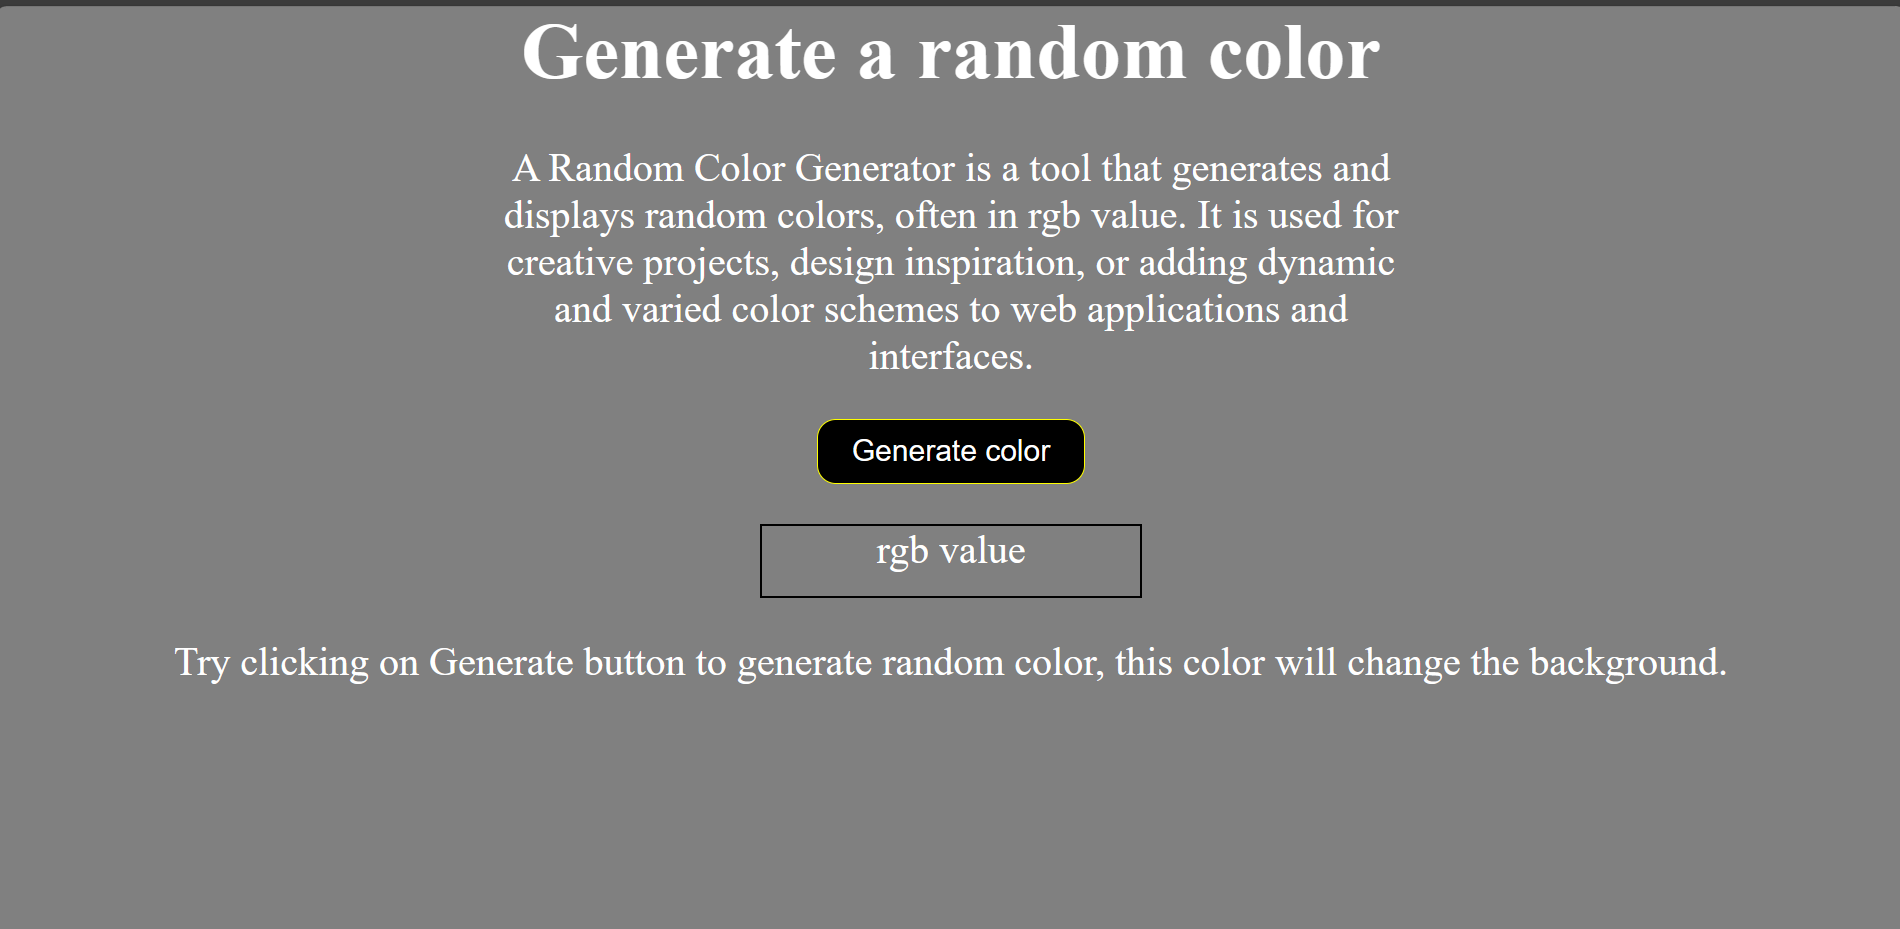 Generate a random color
A Random Color Generator is a tool that generates and
displays random colors, often in rgb value. It is used for
creative projects, design inspiration, or adding dynamic
and varied color schemes to web applications and
interfaces.
Generate color
rgb value
Try clicking on Generate button to generate random color, this color will change the background.